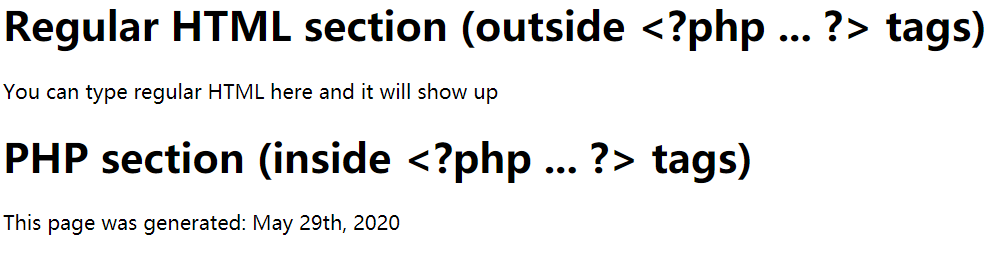 Regular HTML section (outside <?php ... ?> tags)
You can type regular HTML here and it will show up
PHP section (inside <?php ... ?> tags)
This page was generated: May 29th, 2020